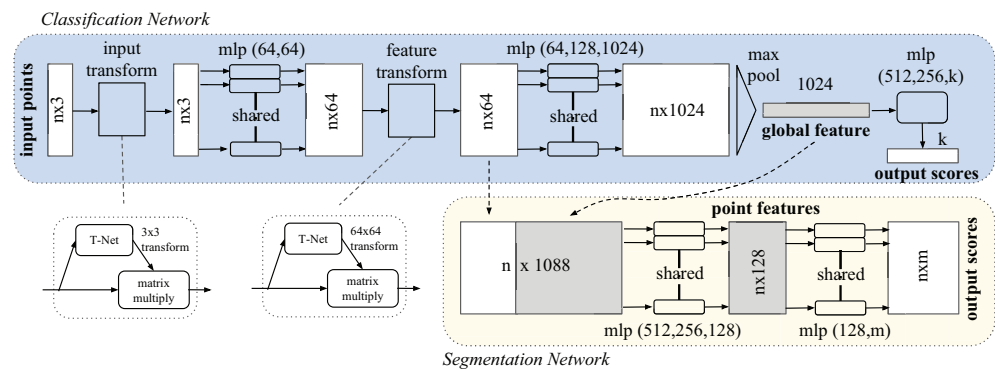 Classification Network
input points
nx3
input
transform
nx3
mlp (64,64)
shared
nx64
feature
transform
nx64
mlp (64,128,1024)
shared
nx1024
max
pool
1024
global feature
mlp
(512,256,k)
k
output scores
T-Net
3x3
transform
matrix
multiply
T-Net
64x64
transform
matrix
multiply
point features
n x 1088
shared
mlp (512,256,128)
nx128
shared
mlp (128,m)
nxm
output scores
Segmentation Network